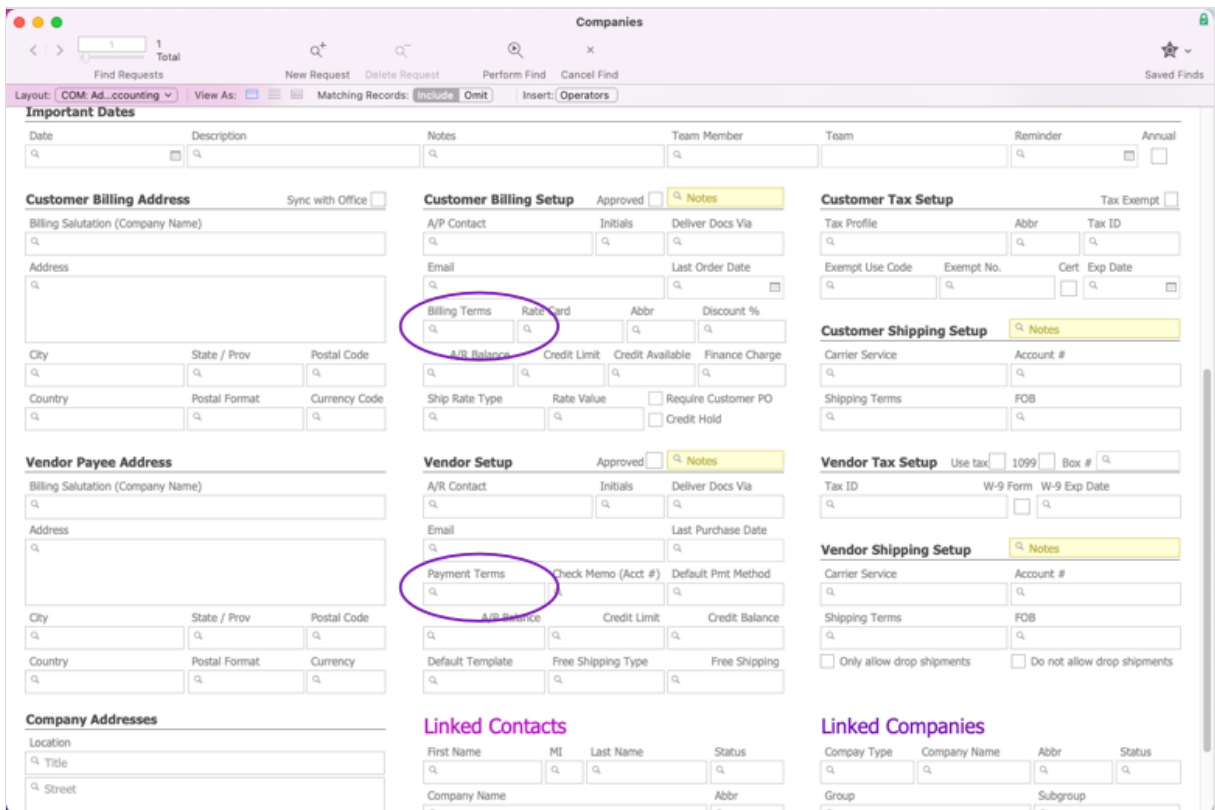 Companies
1
1
Total
Find Requests
New Request Delete Request Perform Find Cancel Find
Saved Finds
Layout: COM: Ad...ccounting View As: Matching Records: Include Omit Insert: Operators
Important Dates
Date Description Notes Team Member Team Reminder Annual
Customer Billing Address Sync with Office
Billing Salutation (Company Name)
Address
City State / Prov Postal Code
Country Postal Format Currency Code
Customer Billing Setup Approved Notes
A/P Contact Initials Deliver Docs Via
Email Last Order Date
Billing Terms Rate Card Abbr Discount %
A/R Balance Credit Limit Credit Available Finance Charge
Ship Rate Type Rate Value Require Customer PO
Credit Hold
Customer Tax Setup Tax Exempt
Tax Profile Abbr Tax ID
Exempt Use Code Exempt No. Cert Exp Date
Customer Shipping Setup Notes
Carrier Service Account #
Shipping Terms FOB
Vendor Payee Address
Billing Salutation (Company Name)
Address
City State / Prov Postal Code
Country Postal Format Currency
Vendor Setup Approved Notes
A/R Contact Initials Deliver Docs Via
Email Last Purchase Date
Payment Terms Check Memo (Acct #) Default Pmt Method
A/P Balance Credit Limit Credit Balance
Default Template Free Shipping Type Free Shipping
Vendor Tax Setup Use tax 1099 Box #
Tax ID W-9 Form W-9 Exp Date
Vendor Shipping Setup Notes
Carrier Service Account #
Shipping Terms FOB
Only allow drop shipments Do not allow drop shipments
Company Addresses
Location
Title
Street
Linked Contacts
First Name MI Last Name Status
Company Name Abbr
Linked Companies
Compay Type Company Name Abbr Status
Group Subgroup